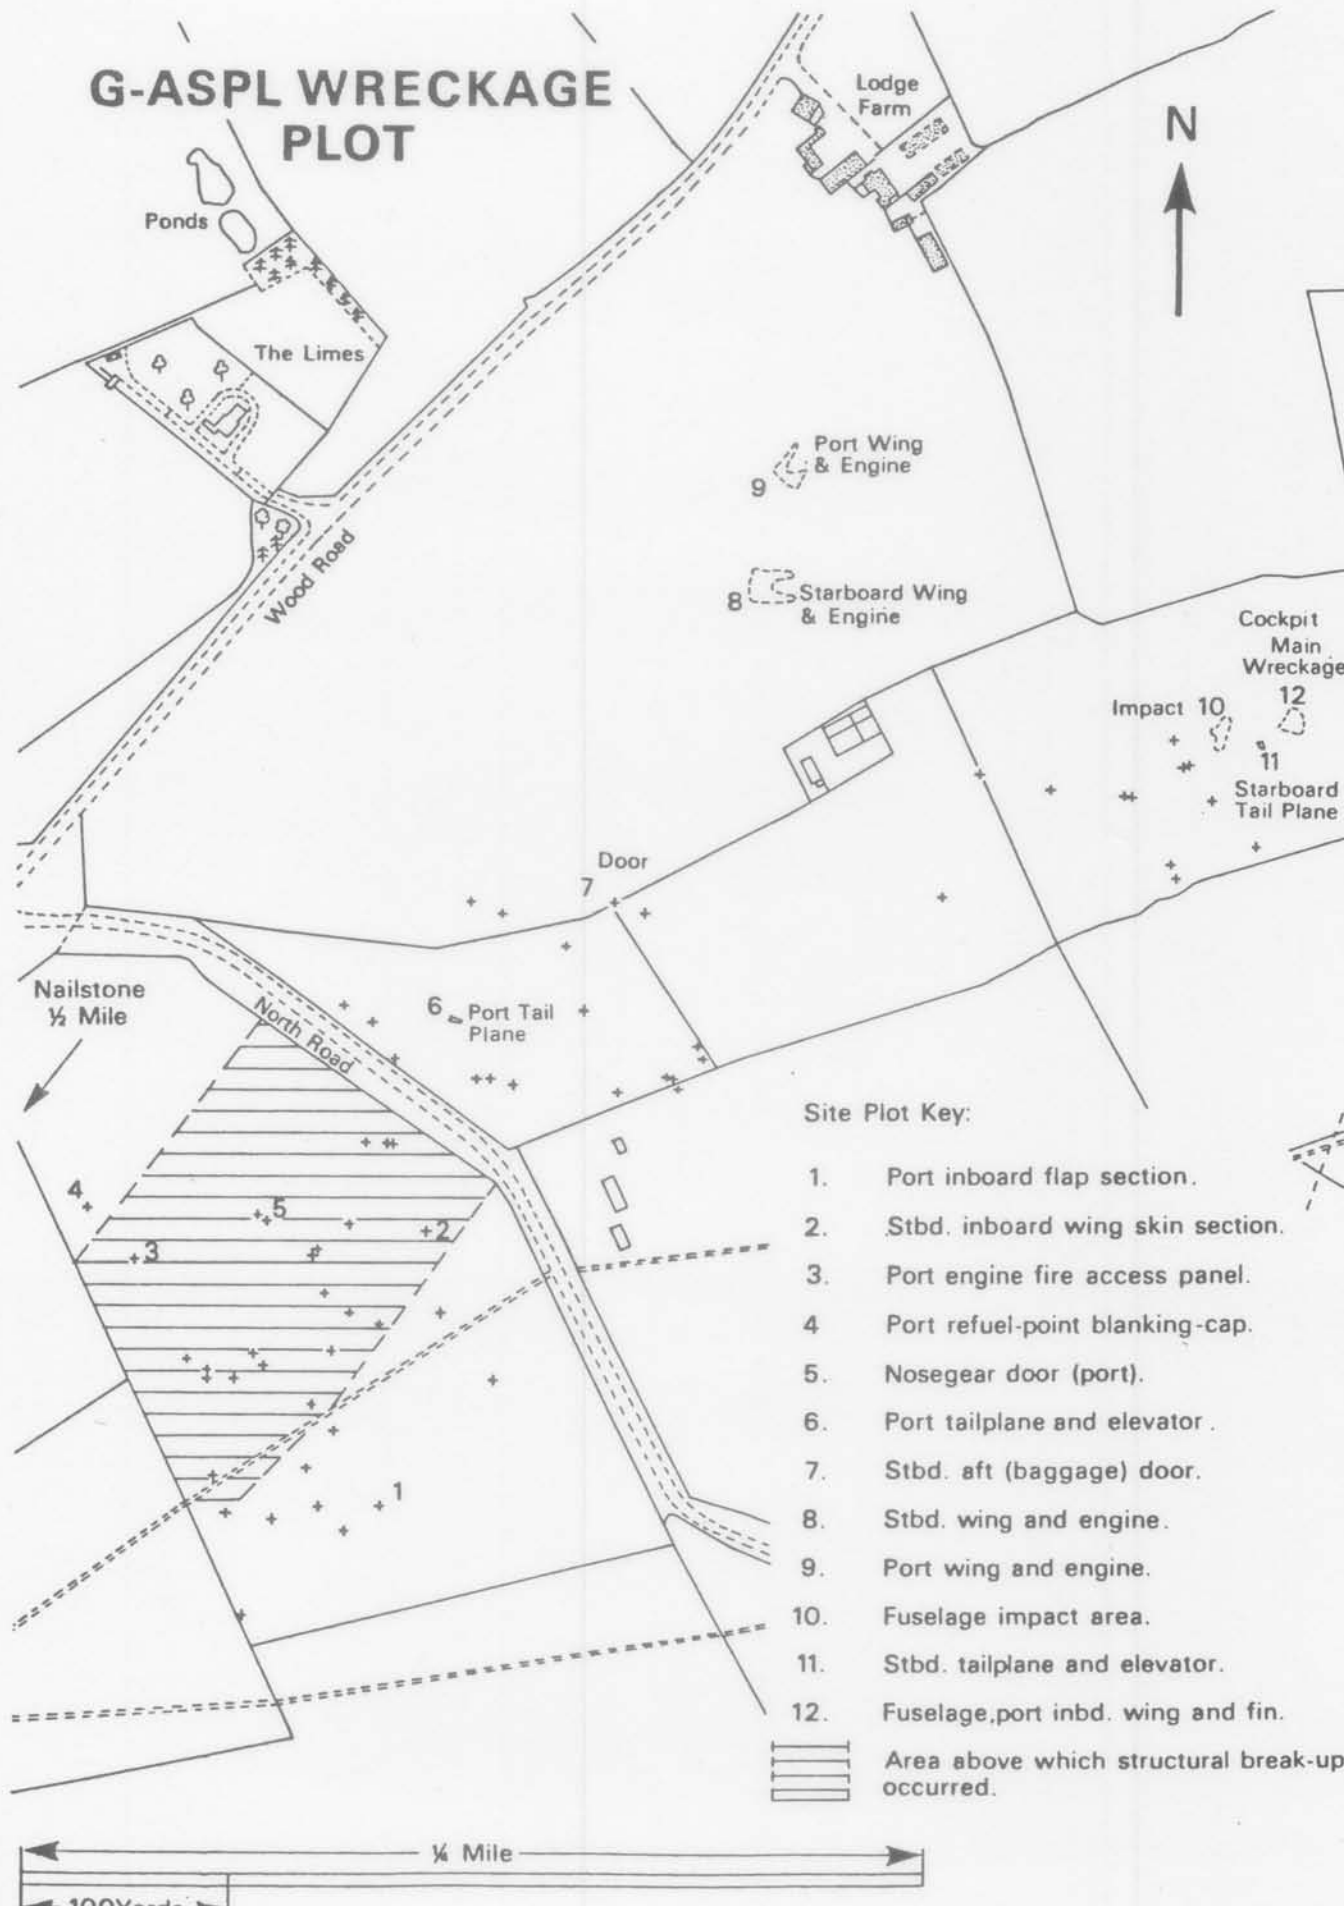 G-ASPL WRECKAGE
PLOT
Lodge
Farm
N
Ponds
The Limes
Port Wing
& Engine
9
Wood Road
8
Starboard Wing
& Engine
Cockpit
Main
Wreckage
12
Impact 10
11
Starboard
Tail Plane
Door
7
Nailstone
½ Mile
6
Port Tail
Plane
North Road
4
5
2
3
1
Site Plot Key:
1. Port inboard flap section.
2. Stbd. inboard wing skin section.
3. Port engine fire access panel.
4 Port refuel-point blanking-cap.
5. Nosegear door (port).
6. Port tailplane and elevator.
7. Stbd. aft (baggage) door.
8. Stbd. wing and engine.
9. Port wing and engine.
10. Fuselage impact area.
11. Stbd. tailplane and elevator.
12. Fuselage,port inbd. wing and fin.
Area above which structural break-up
occurred.
¼ Mile
100Yards